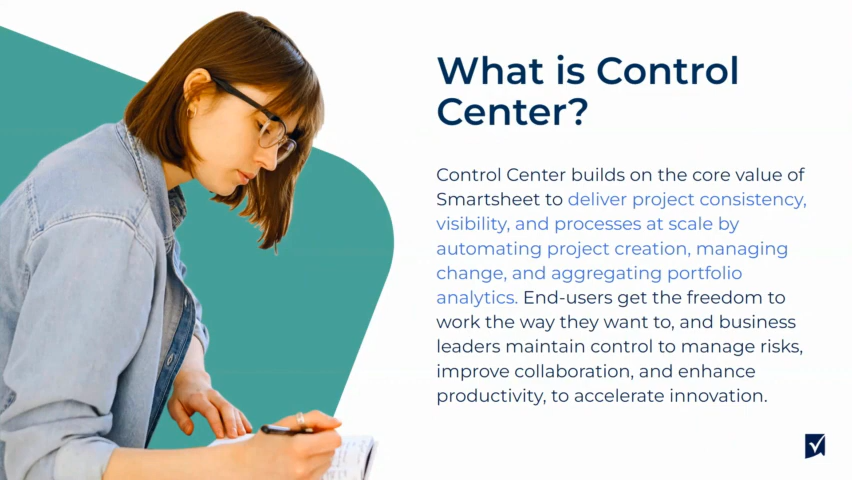 What is Control
Center?
Control Center builds on the core value of
Smartsheet to deliver project consistency,
visibility, and processes at scale by
automating project creation, managing
change, and aggregating portfolio
analytics. End-users get the freedom to
work the way they want to, and business
leaders maintain control to manage risks,
improve collaboration, and enhance
productivity, to accelerate innovation.